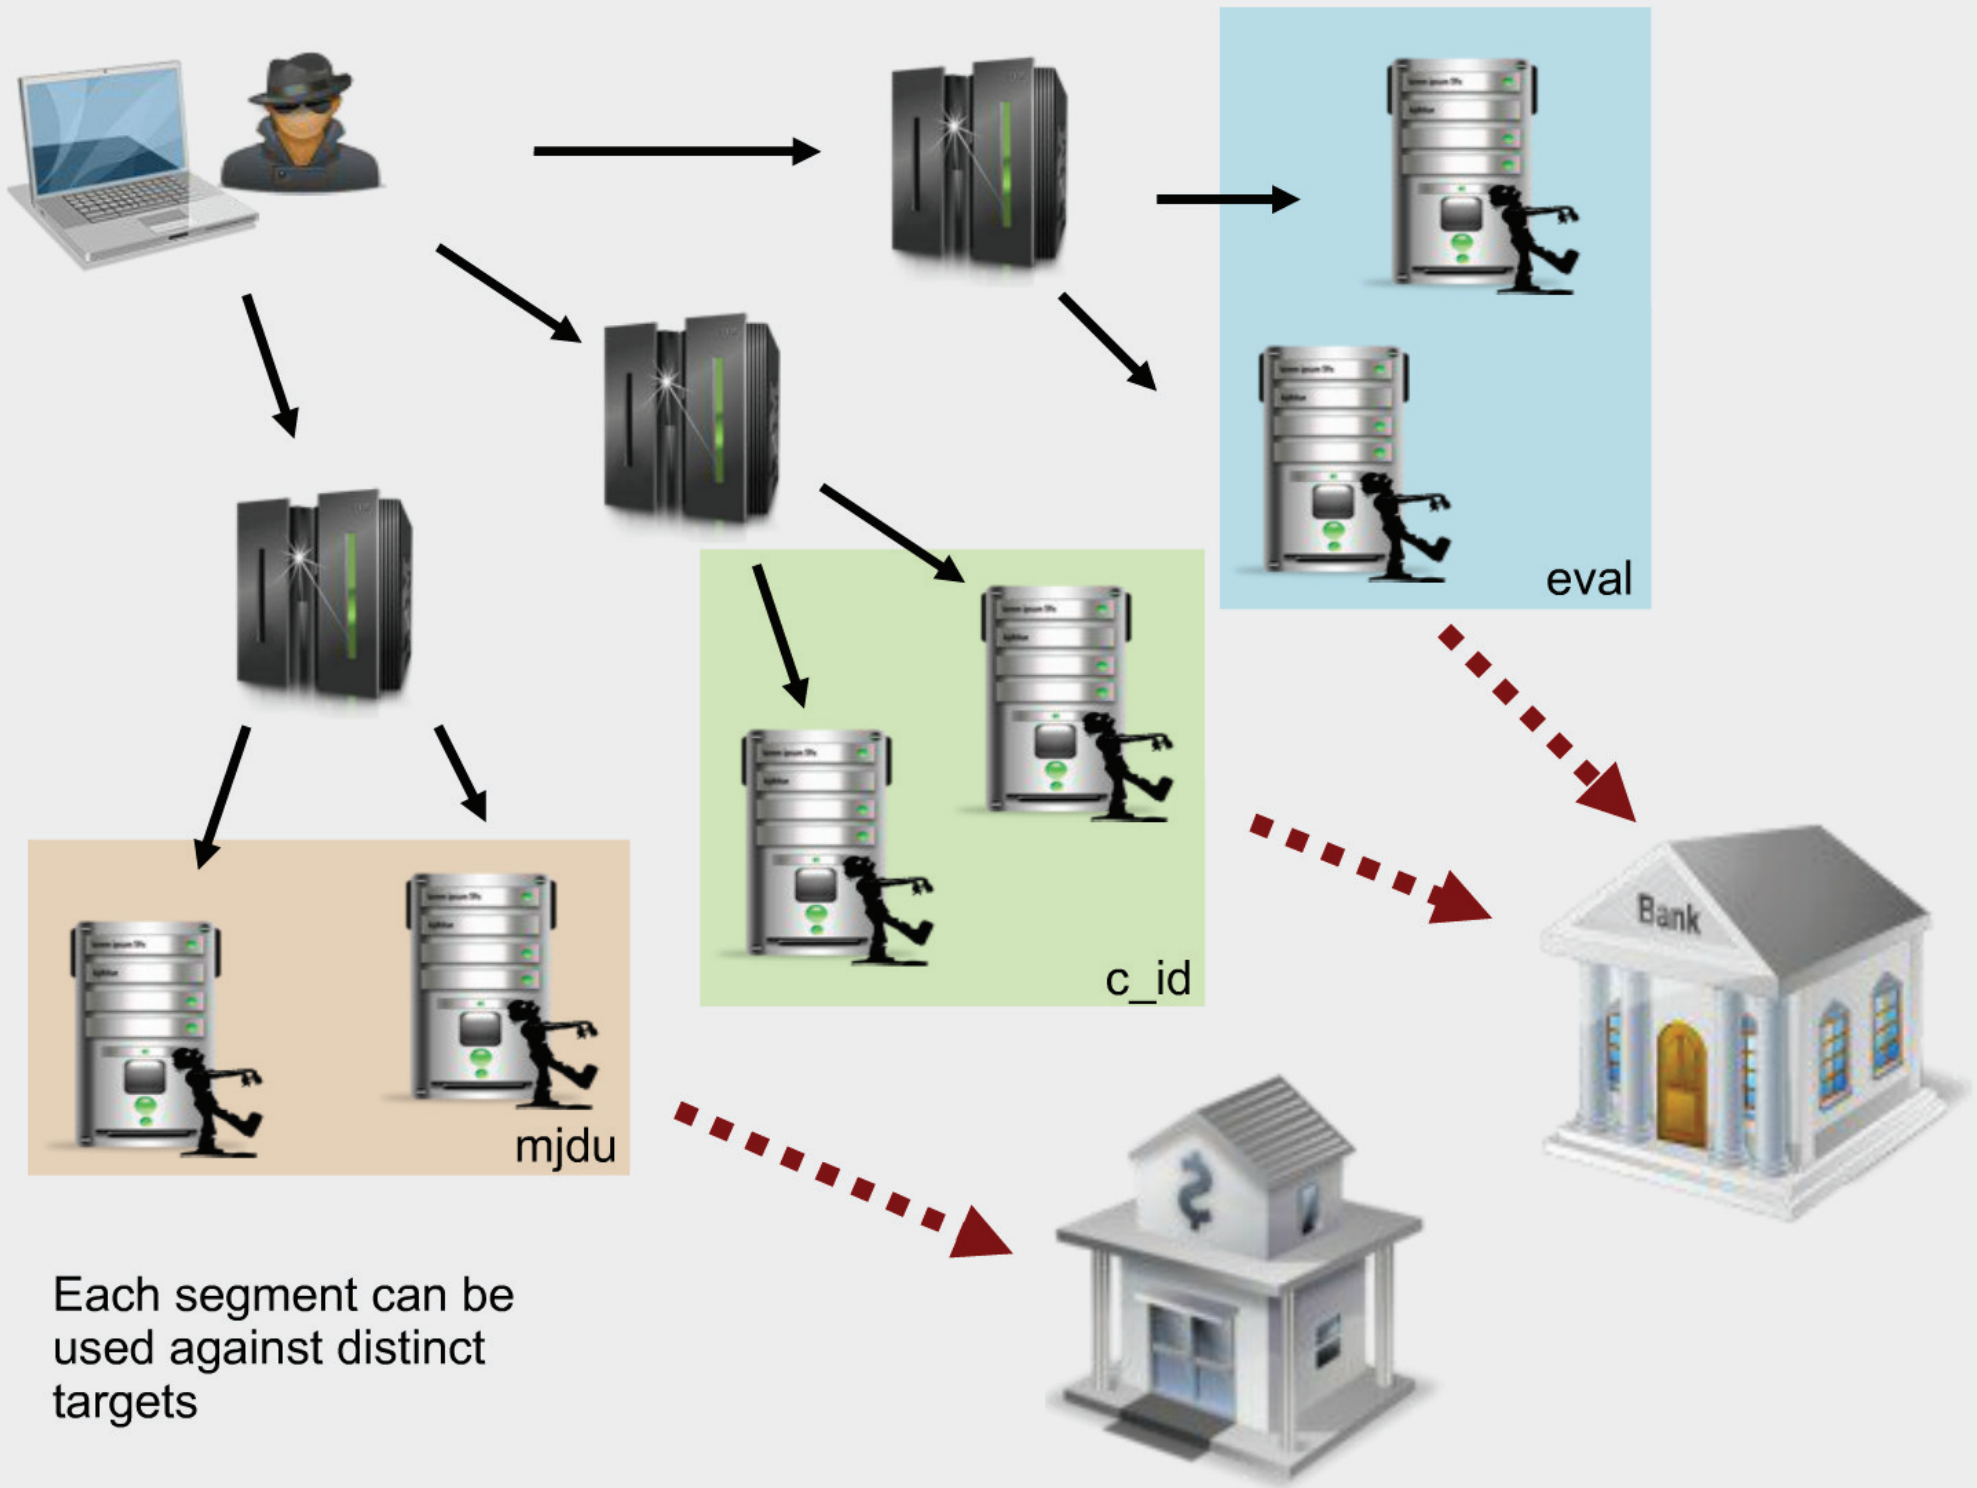 eval
c_id
Bank
mjdu
$
Each segment can be
used against distinct
targets